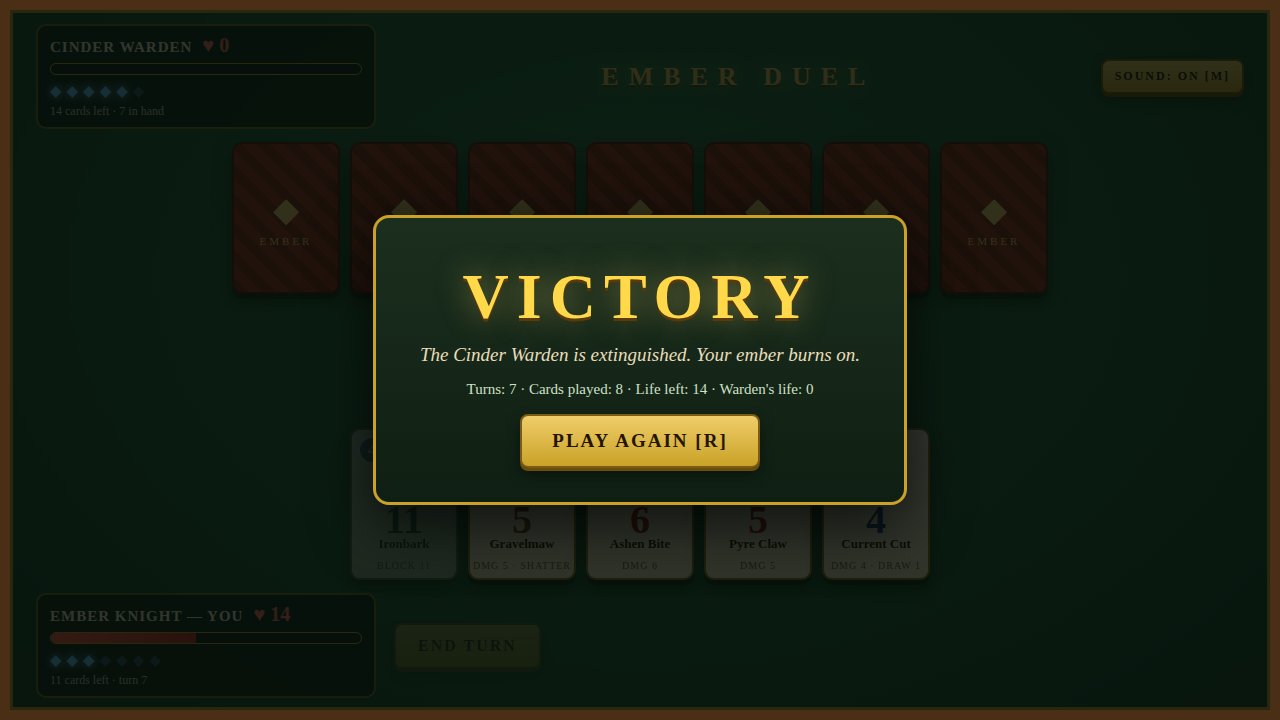 CINDER WARDEN ♥ 0
14 cards left · 7 in hand
EMBER DUEL
SOUND: ON [M]
EMBER
EMBER
VICTORY
The Cinder Warden is extinguished. Your ember burns on.
Turns: 7 · Cards played: 8 · Life left: 14 · Warden's life: 0
PLAY AGAIN [R]
11
Ironbark
BLOCK 11
5
Gravelmaw
DMG 5 · SHATTER
6
Ashen Bite
DMG 6
5
Pyre Claw
DMG 5
4
Current Cut
DMG 4 · DRAW 1
EMBER KNIGHT — YOU ♥ 14
11 cards left · turn 7
END TURN